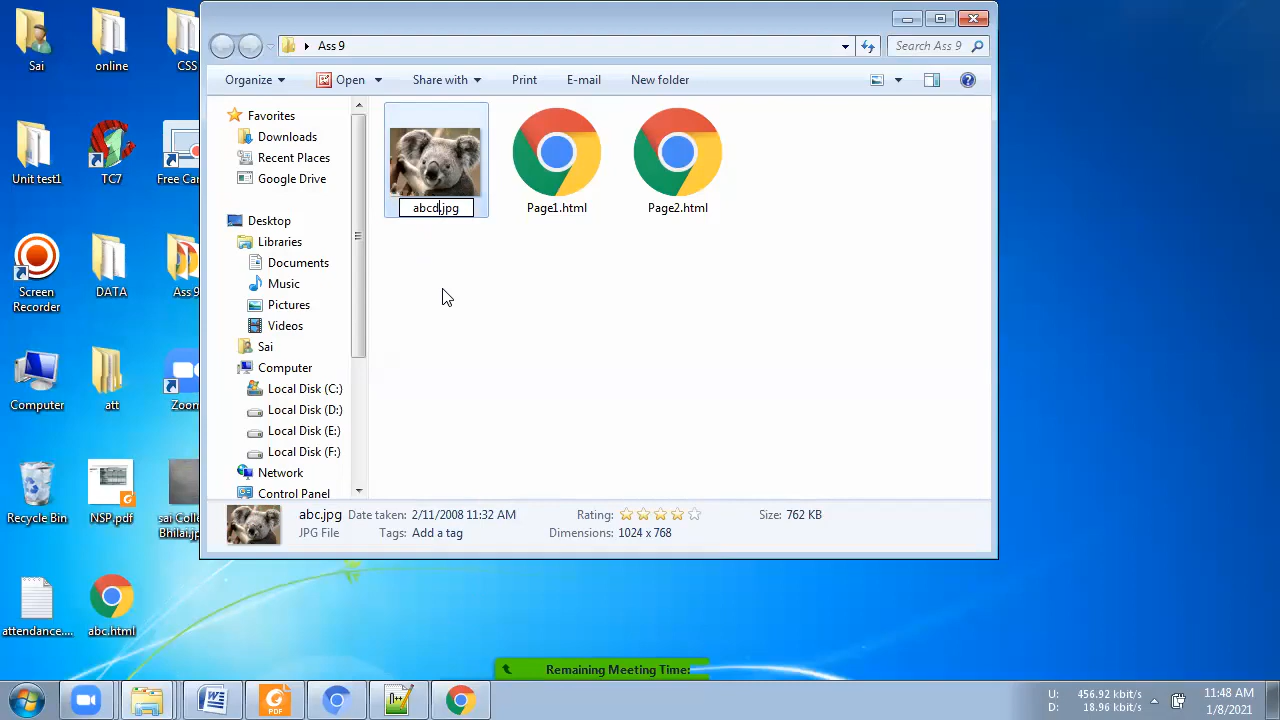 Sai
online
CSS
Unit test1
TC7
Free Car
Screen
Recorder
DATA
Ass 9
Computer
att
Zoom
Recycle Bin
NSP.pdf
sai Colle
Bhilai.jp
attendance....
abc.html
Ass 9
Search Ass 9
Organize
Open
Share with
Print
E-mail
New folder
Favorites
Downloads
Recent Places
Google Drive
Desktop
Libraries
Documents
Music
Pictures
Videos
Sai
Computer
Local Disk (C:)
Local Disk (D:)
Local Disk (E:)
Local Disk (F:)
Network
Control Panel
abcd.jpg
Page1.html
Page2.html
abc.jpg Date taken: 2/11/2008 11:32 AM Rating: Size: 762 KB
JPG File Tags: Add a tag Dimensions: 1024 x 768
Remaining Meeting Time:
PDF
U: 456.92 kbit/s
D: 18.96 kbit/s
11:48 AM
1/8/2021